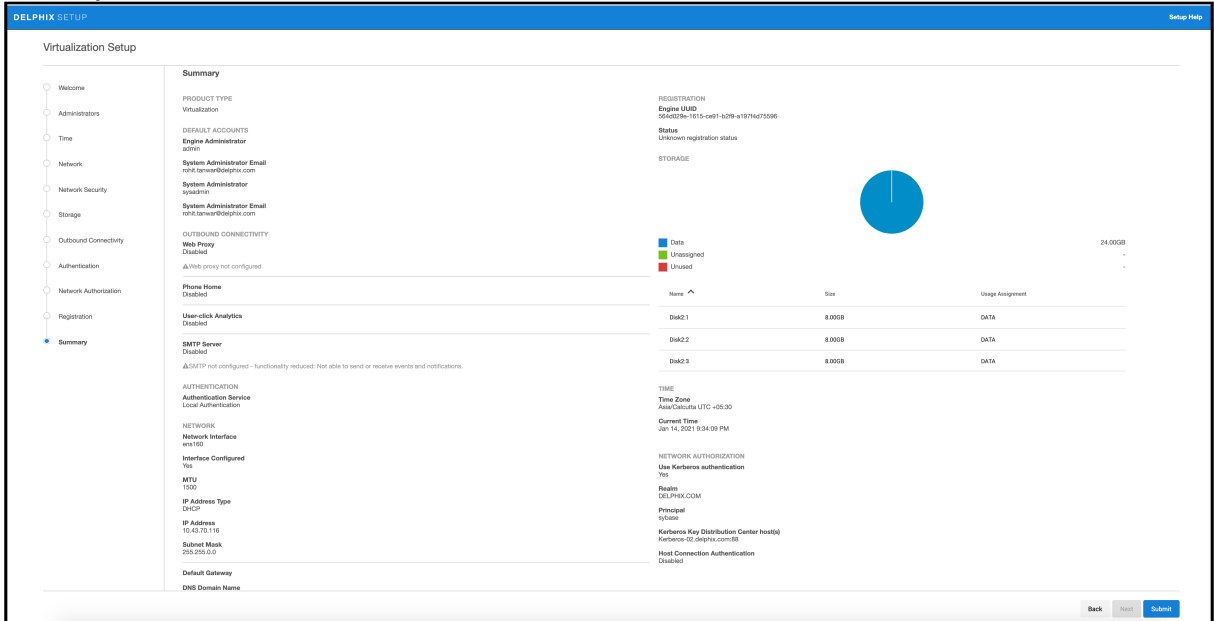 DELPHIX SETUP
Setup Help
Virtualization Setup
Welcome
Administrators
Time
Network
Network Security
Storage
Outbound Connectivity
Authentication
Network Authorization
Registration
Summary
Summary
PRODUCT TYPE
Virtualization
DEFAULT ACCOUNTS
Engine Administrator
admin
System Administrator Email
rohit.tanwar@delphix.com
System Administrator
sysadmin
System Administrator Email
rohit.tanwar@delphix.com
OUTBOUND CONNECTIVITY
Web Proxy
Disabled
Web proxy not configured
Phone Home
Disabled
User-click Analytics
Disabled
SMTP Server
Disabled
SMTP not configured - functionality reduced: Not able to send or receive events and notifications.
AUTHENTICATION
Authentication Service
Local Authentication
NETWORK
Network Interface
ens160
Interface Configured
Yes
MTU
1500
IP Address Type
DHCP
IP Address
10.43.70.116
Subnet Mask
255.255.0.0
Default Gateway
DNS Domain Name
REGISTRATION
Engine UUID
564d029e-1615-ce91-b2f9-a197f4d75596
Status
Unknown registration status
STORAGE
Data 24.00GB
Unassigned -
Unused -
Name Size Usage Assignment
Disk2:1 8.00GB DATA
Disk2:2 8.00GB DATA
Disk2:3 8.00GB DATA
TIME
Time Zone
Asia/Calcutta UTC +05:30
Current Time
Jan 14, 2021 9:34:09 PM
NETWORK AUTHORIZATION
Use Kerberos authentication
Yes
Realm
DELPHIX.COM
Principal
sybase
Kerberos Key Distribution Center host(s)
Kerberos-02.delphix.com:88
Host Connection Authentication
Disabled
Back Next Submit